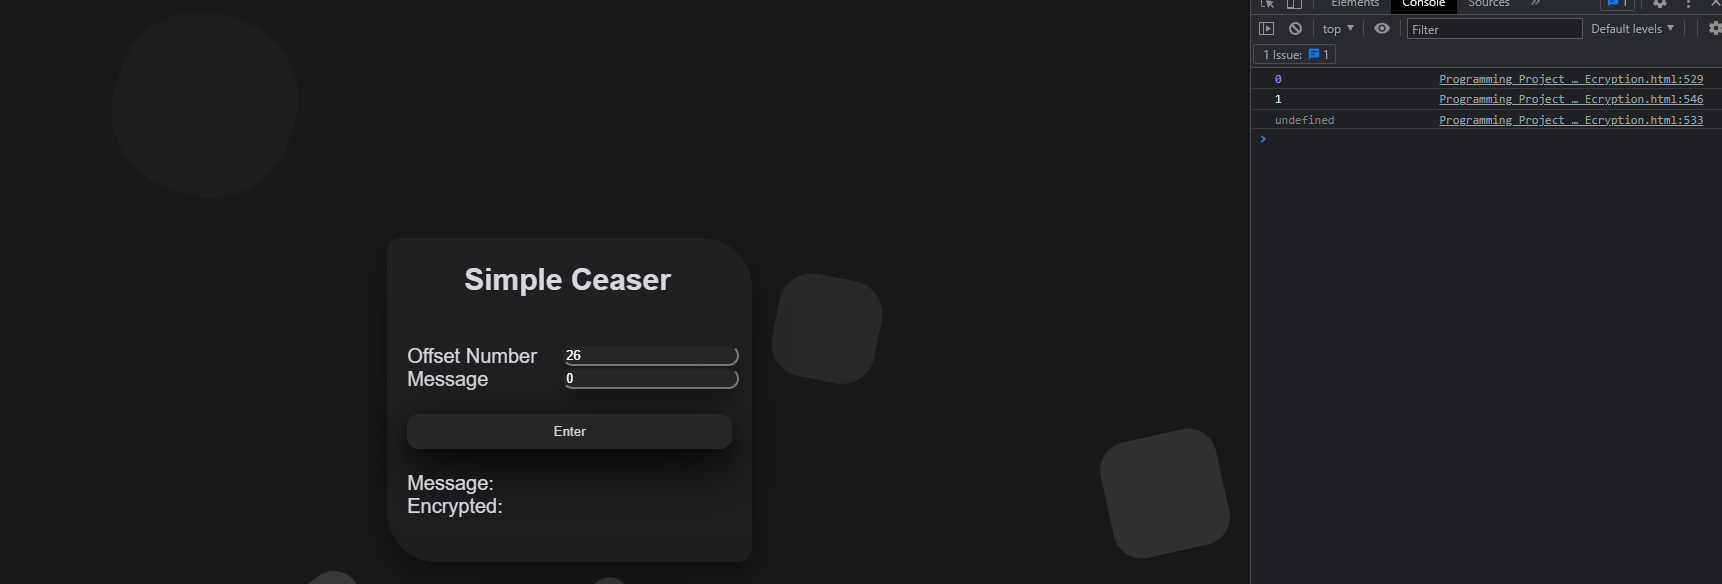 Elements Console Sources » 1
top ▼ Filter Default levels ▼
1 Issue: 1
0 Programming Project … Ecryption.html:529
1 Programming Project … Ecryption.html:546
undefined Programming Project … Ecryption.html:533
>
Simple Ceaser
Offset Number 26
Message 0
Enter
Message:
Encrypted: